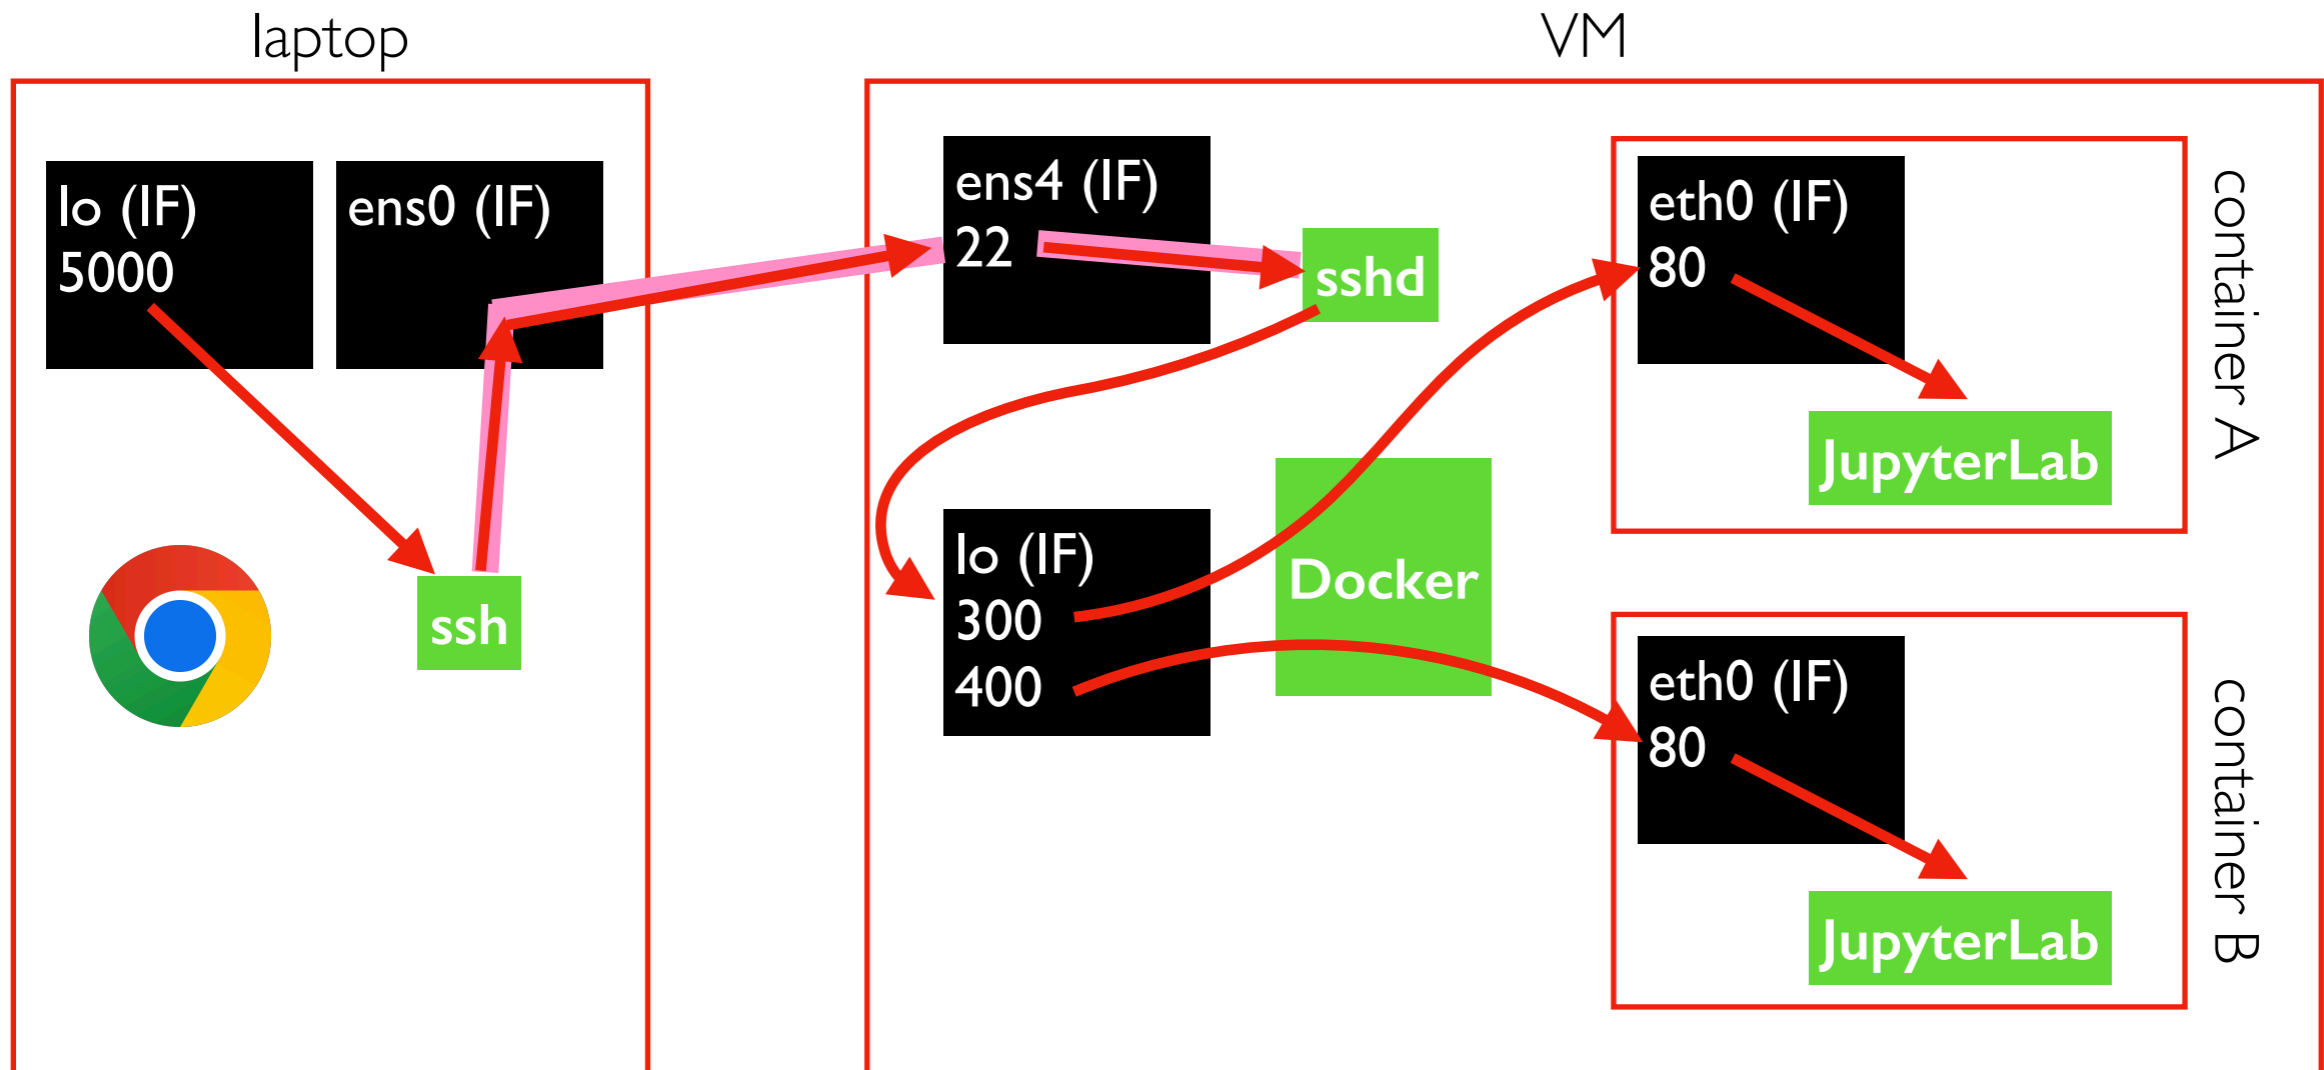 laptop
lo (IF)
5000
ens0 (IF)
ssh
VM
ens4 (IF)
22
sshd
lo (IF)
300
400
Docker
eth0 (IF)
80
JupyterLab
container A
eth0 (IF)
80
JupyterLab
container B